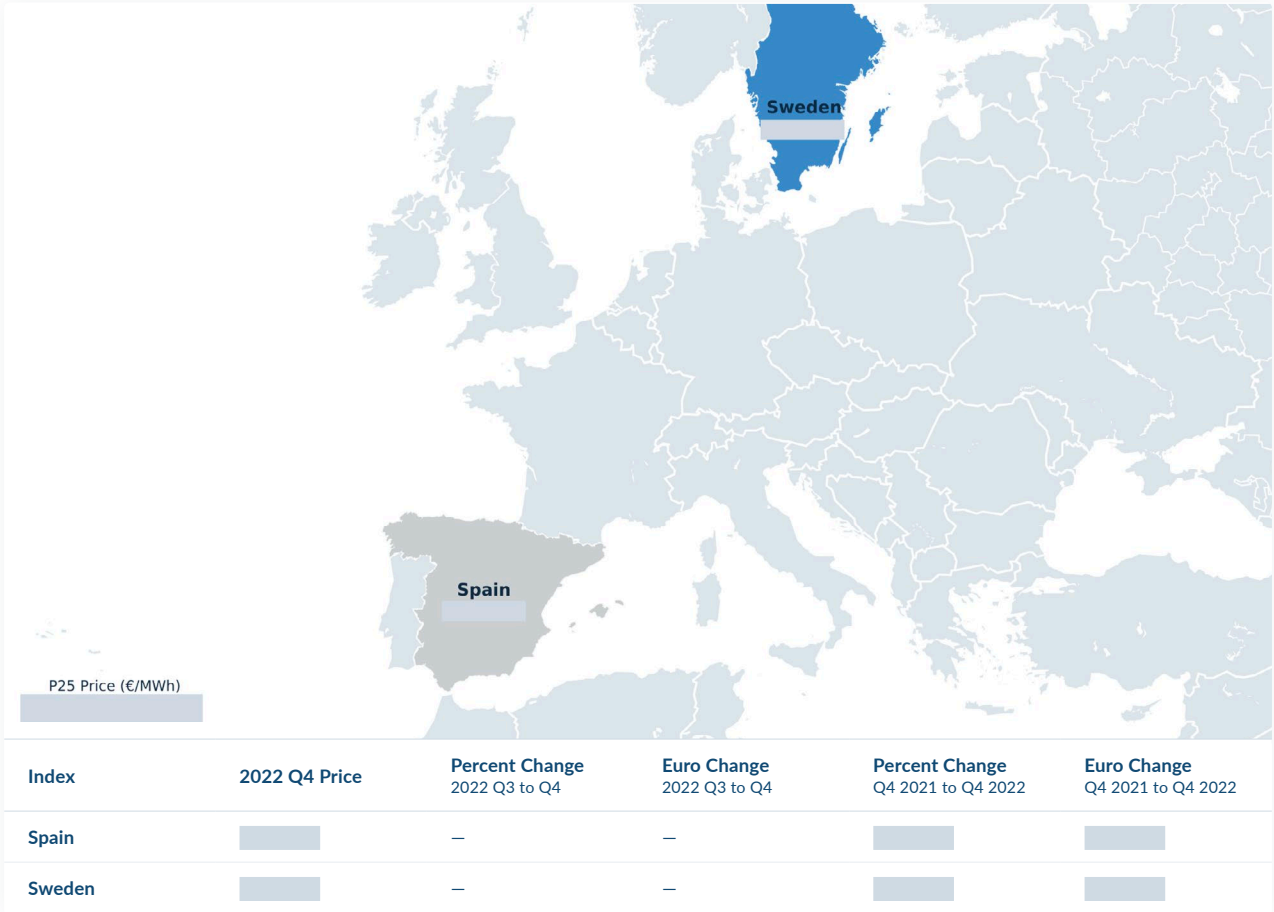 Sweden
Spain
P25 Price (€/MWh)
Index
2022 Q4 Price
Percent Change
2022 Q3 to Q4
Euro Change
2022 Q3 to Q4
Percent Change
Q4 2021 to Q4 2022
Euro Change
Q4 2021 to Q4 2022
Spain — —
Sweden — —